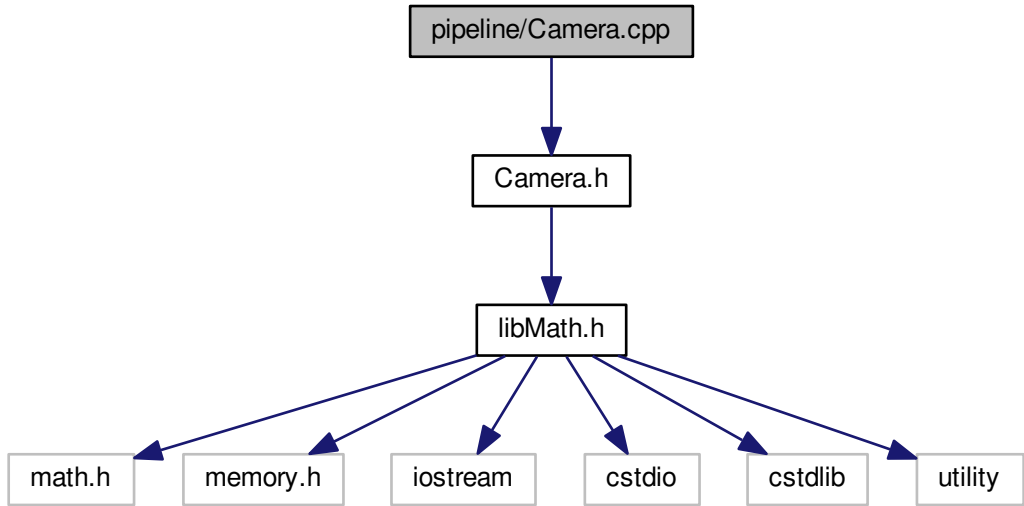 pipeline/Camera.cpp
Camera.h
libMath.h
math.h
memory.h
iostream
cstdio
cstdlib
utility